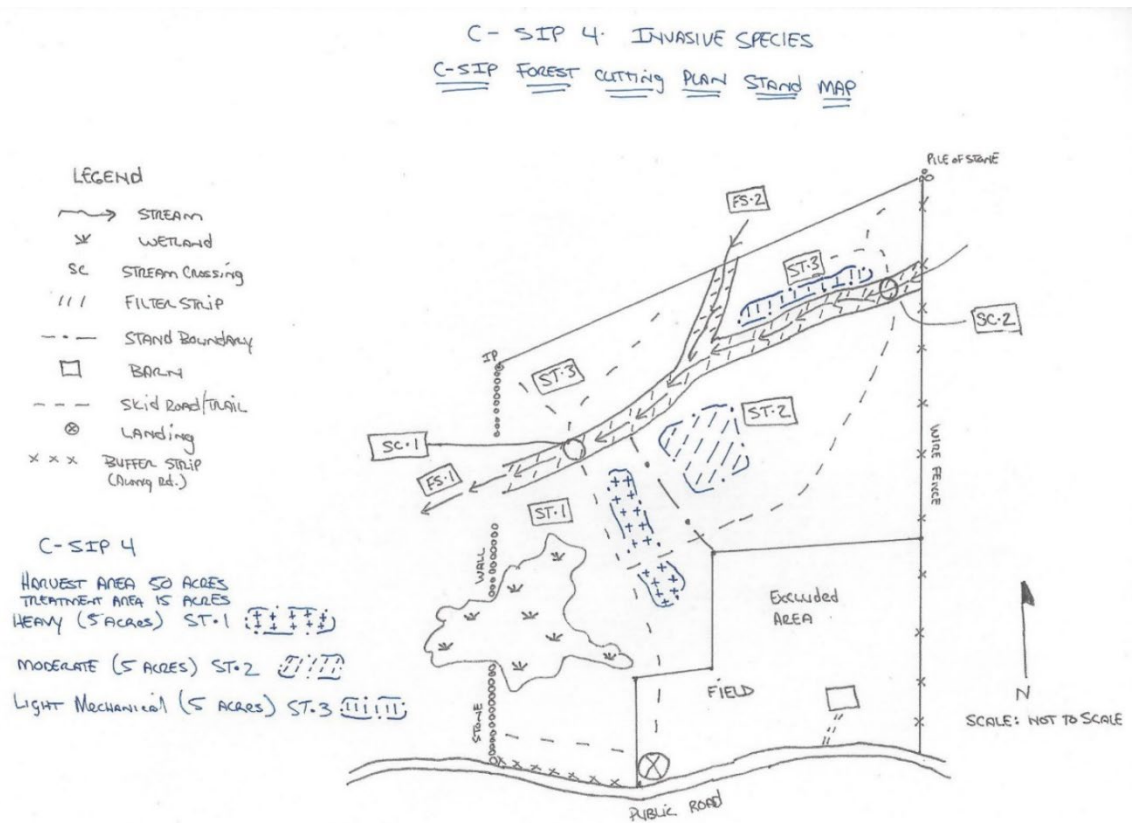 C- SIP 4. INVASIVE SPECIES
C-SIP FOREST CUTTING PLAN STAND MAP
LEGEND
STREAM
WETLAND
SC STREAM CROSSING
FILTER STRIP
STAND BOUNDARY
BARN
SKID ROAD/TRAIL
LANDING
x x x BUFFER STRIP
(Along Rd.)
C-SIP 4
HARVEST AREA 50 ACRES
TREATMENT AREA IS 15 ACRES
HEAVY (5 ACRES) ST.1
MODERATE (5 ACRES) ST.2
LIGHT MECHANICAL (5 ACRES) ST.3
PILE OF STONE
FS.2
ST.3
SC.2
IP
ST.3
ST.2
SC.1
FS.1
ST.1
WIRE FENCE
WALL
Excluded
AREA
FIELD
STONE
N
SCALE: NOT TO SCALE
PUBLIC ROAD